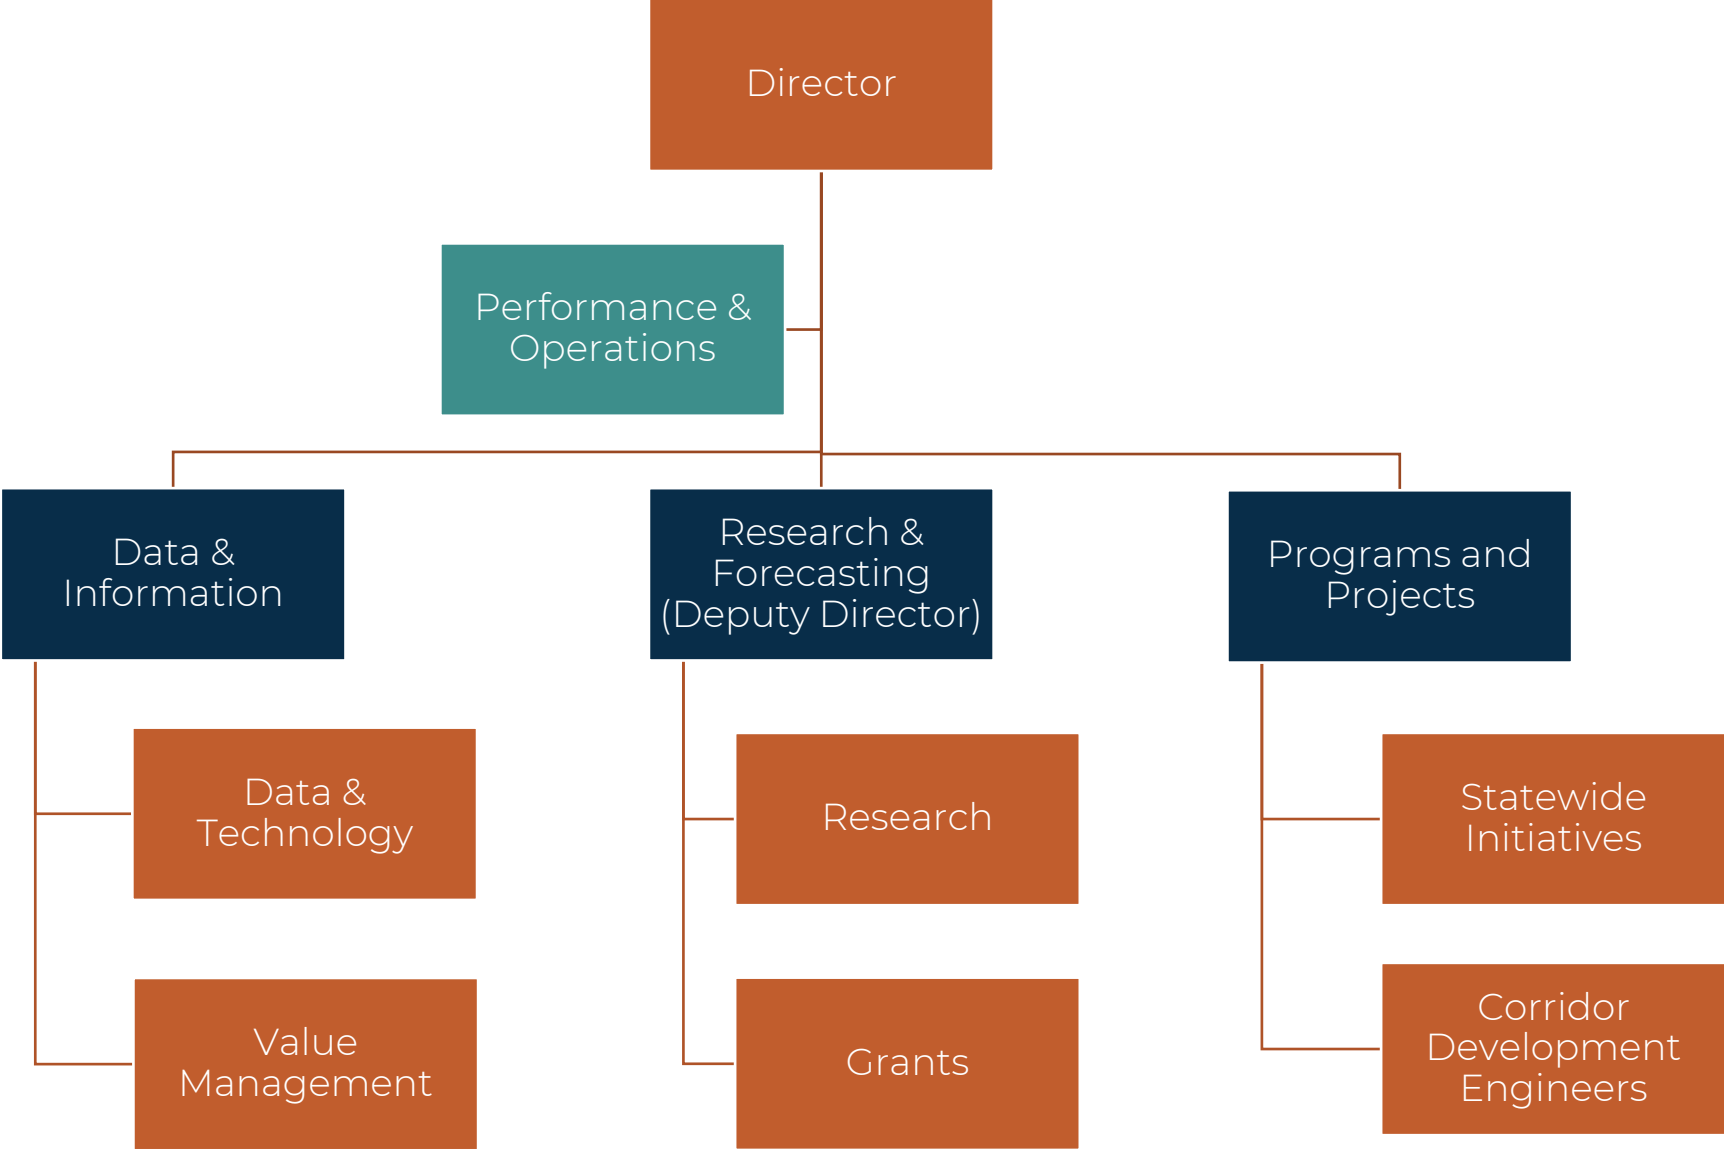 Director
Performance &
Operations
Data &
Information
Research &
Forecasting
(Deputy Director)
Programs and
Projects
Data &
Technology
Research
Statewide
Initiatives
Value
Management
Grants
Corridor
Development
Engineers